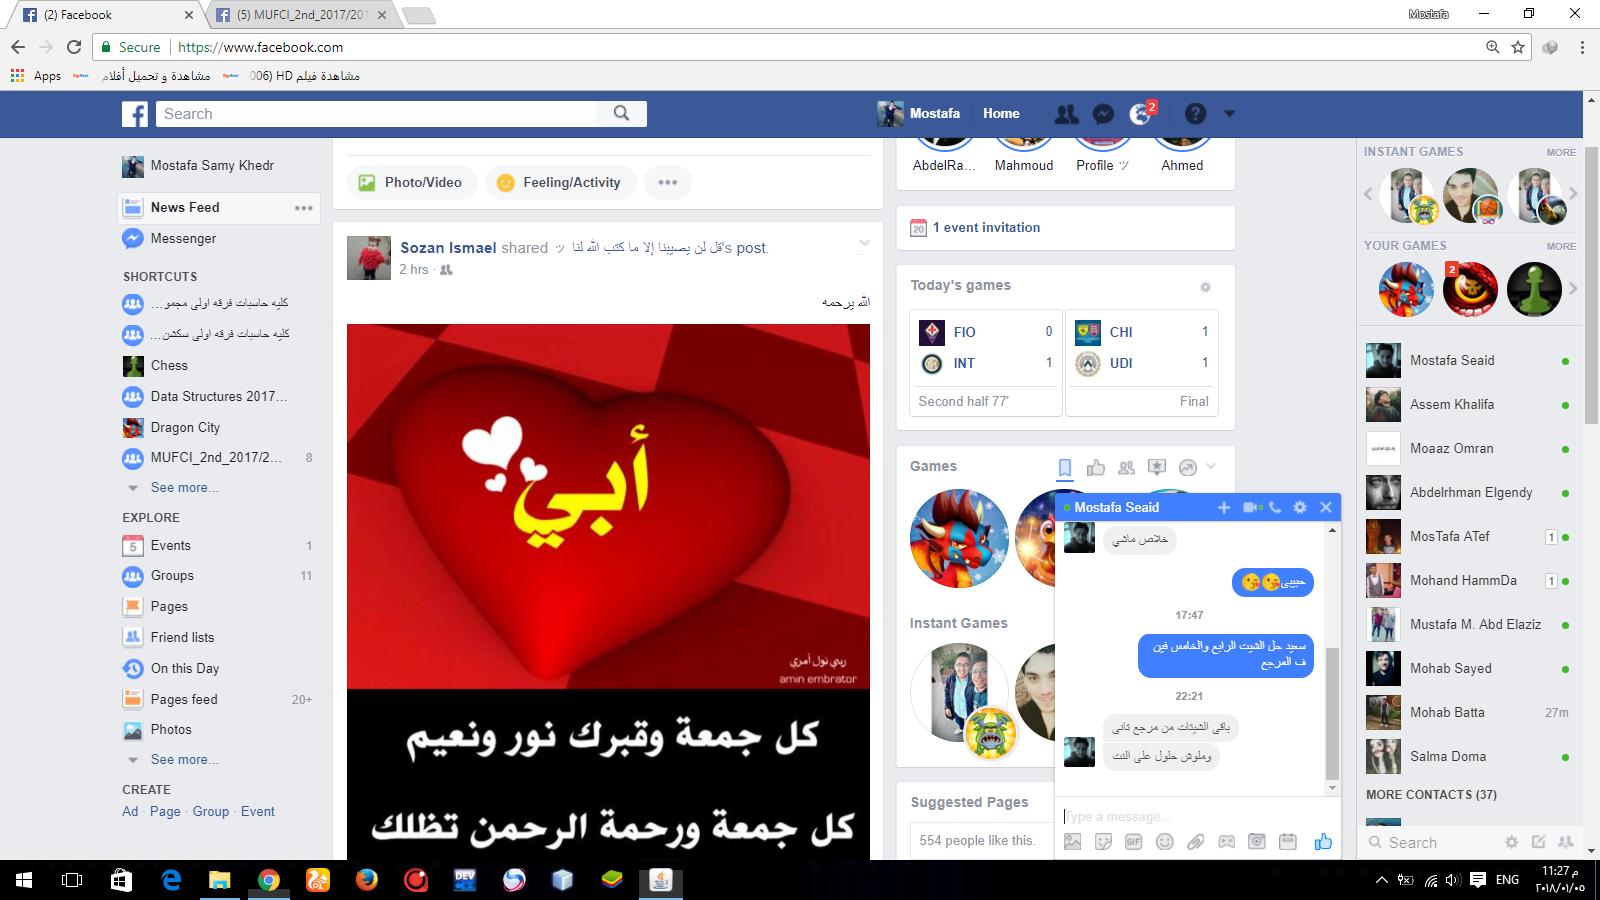 (2) Facebook
(5) MUFCI_2nd_2017/201
Mostafa
Secure
https://www.facebook.com
Apps
مشاهدة و تحميل أفلام
مشاهدة فيلم HD (006
Search
Mostafa
Home
2
Mostafa Samy Khedr
News Feed
Messenger
SHORTCUTS
كليه حاسبات فرقه اولى مجمو...
كليه حاسبات فرقه اولى سكشن...
Chess
Data Structures 2017...
Dragon City
MUFCI_2nd_2017/2... 8
See more...
EXPLORE
Events 1
Groups 11
Pages
Friend lists
On this Day
Pages feed 20+
Photos
See more...
CREATE
Ad · Page · Group · Event
Photo/Video
Feeling/Activity
Sozan Ismael shared ツ قل لن يصيبنا إلا ما كتب الله لنا's post.
2 hrs
الله يرحمه
أبي
ربي نول أمري
amin embrator
كل جمعة وقبرك نور ونعيم
كل جمعة ورحمة الرحمن تظلك
AbdelRa...
Mahmoud
Profile ツ
Ahmed
20
1 event invitation
Today's games
FIO 0
INT 1
Second half 77'
CHI 1
UDI 1
Final
Games
Instant Games
Suggested Pages
554 people like this.
Mostafa Seaid
خلاص ماشي
حبيبى😘😘
17:47
سعيد حل الشيت الرابع والخامس فين
ف المرجع
22:21
باقى الشيتات من مرجع تانى
وملوش حلول على النت
Type a message...
GIF
INSTANT GAMES
MORE
YOUR GAMES
MORE
2
Mostafa Seaid
Assem Khalifa
Moaaz Omran
Abdelrhman Elgendy
MosTafa ATef 1
Mohand HammDa 1
Mustafa M. Abd Elaziz
Mohab Sayed
Mohab Batta 27m
Salma Doma
MORE CONTACTS (37)
Search
DEV
ENG
11:27 م
٢٠١٨/٠١/٠٥